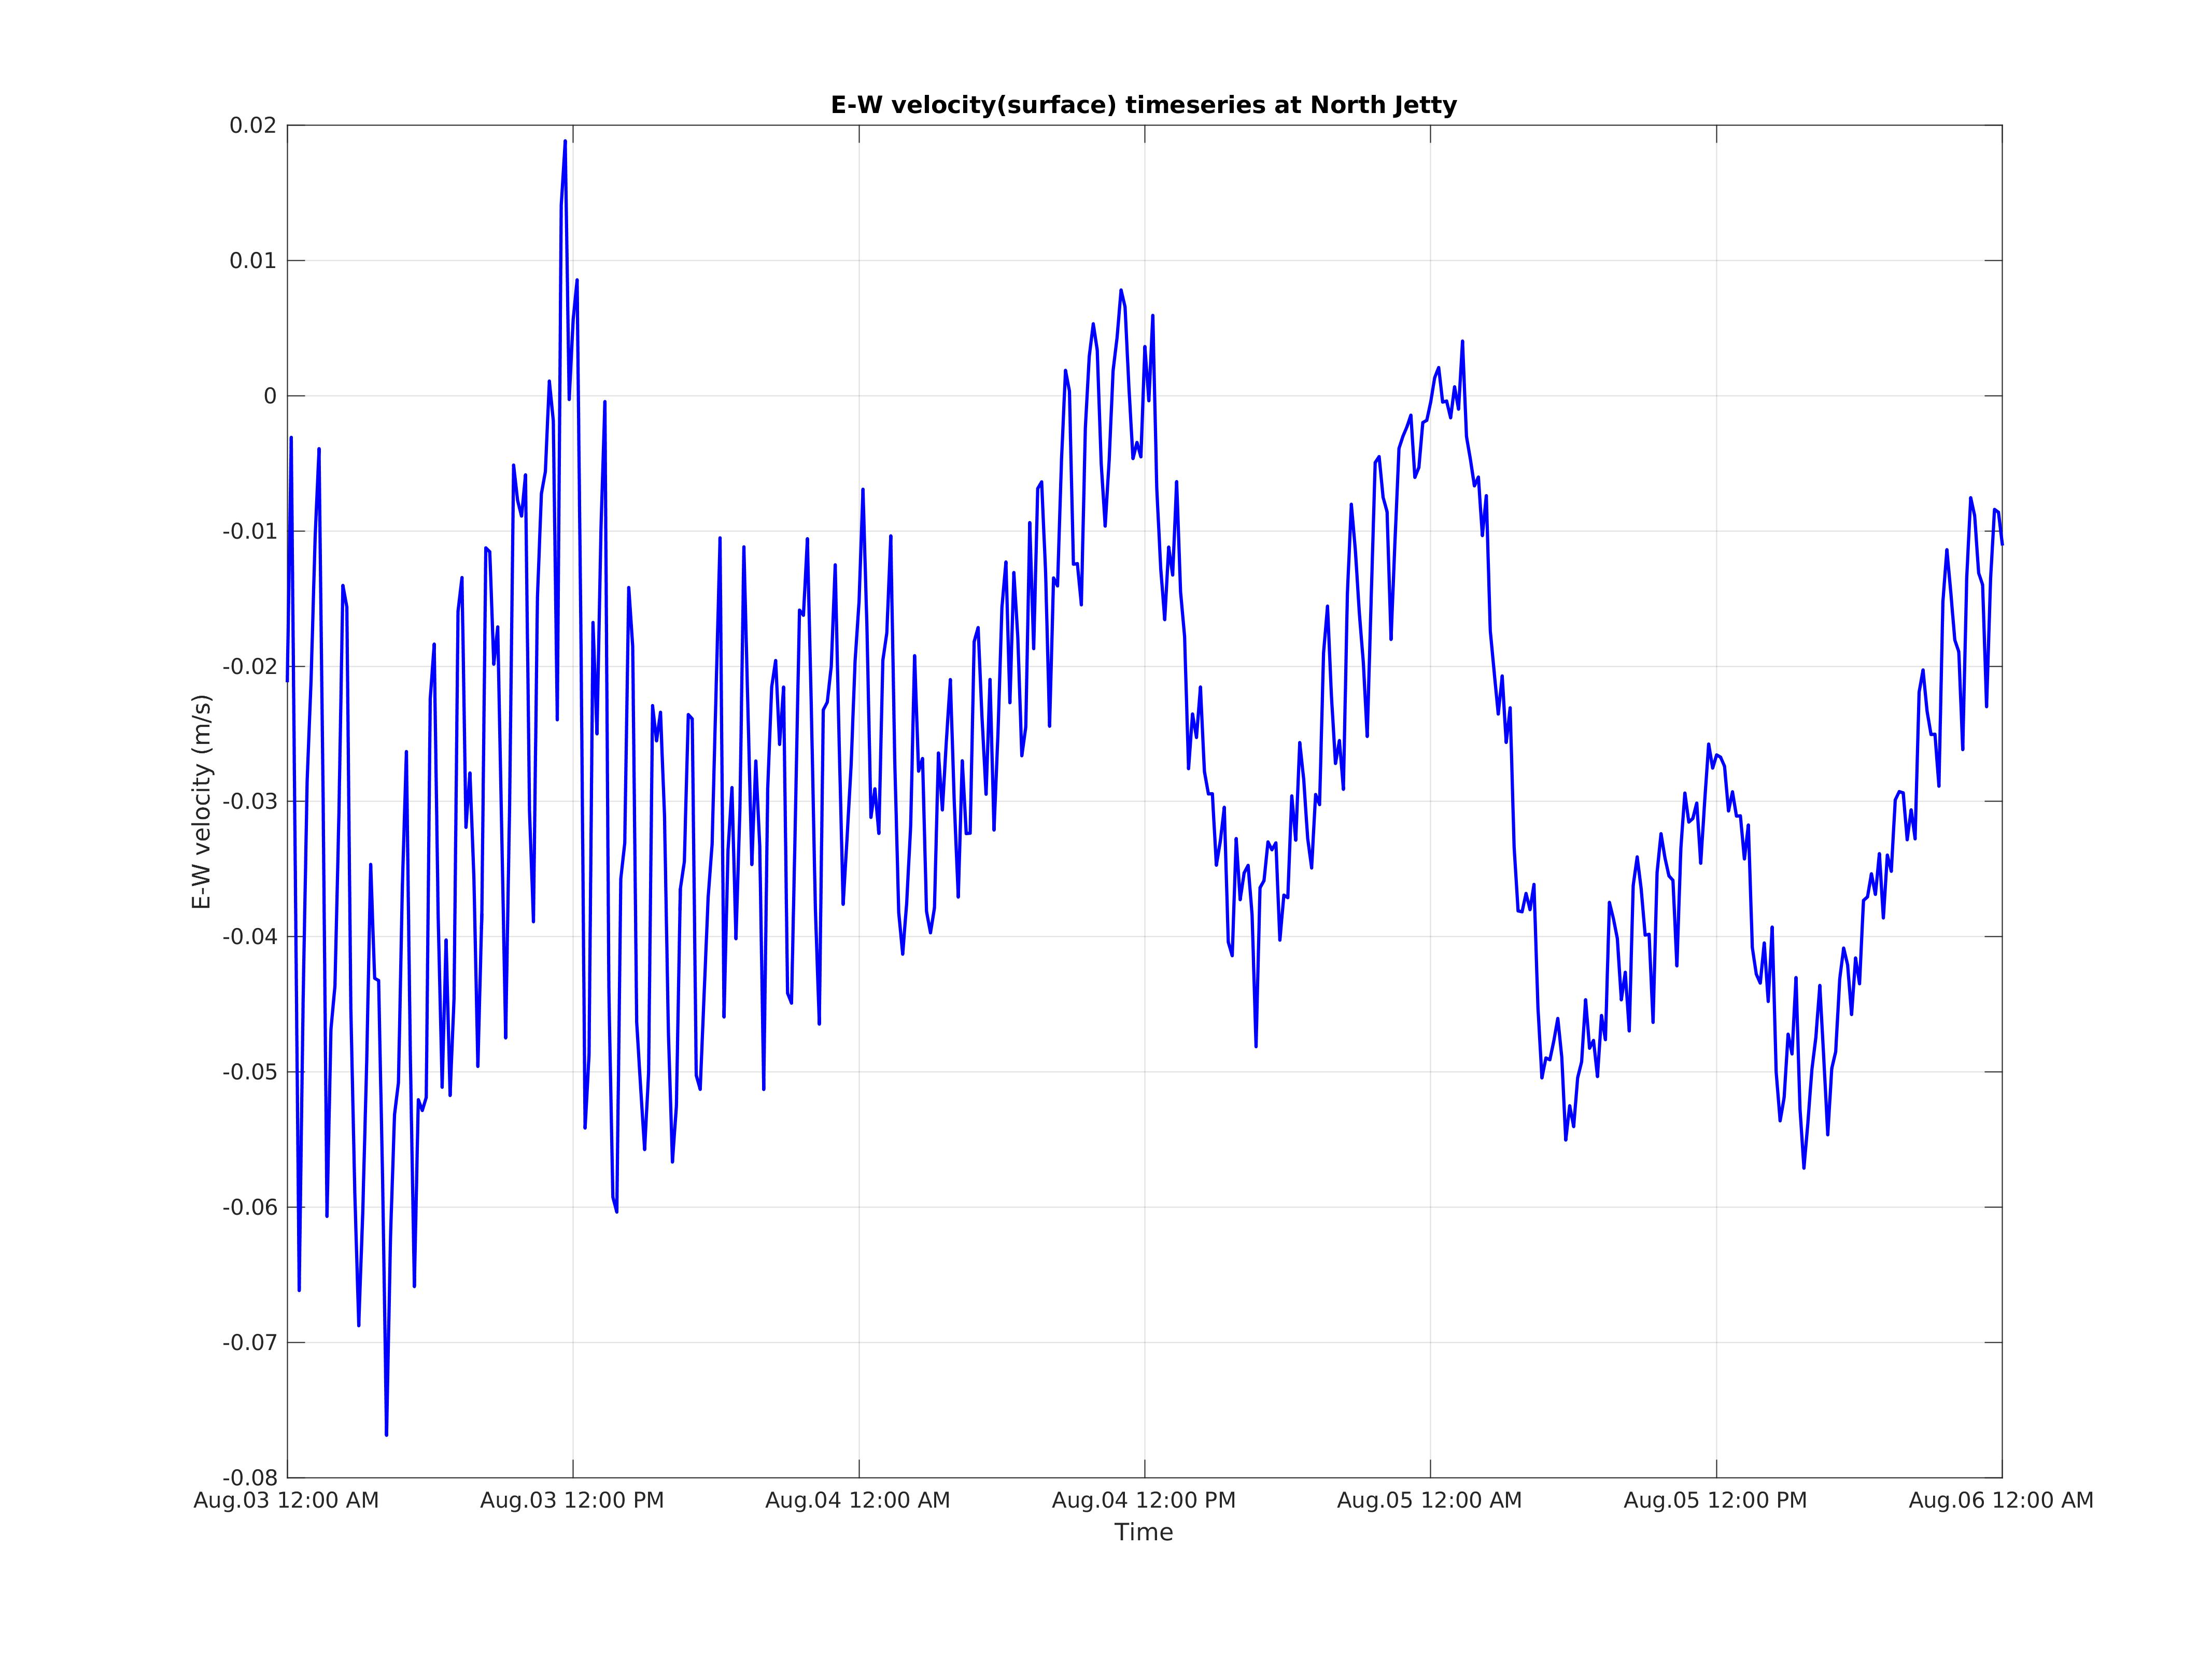 E-W velocity(surface) timeseries at North Jetty
0.02
0.01
0
-0.01
-0.02
-0.03
-0.04
-0.05
-0.06
-0.07
-0.08
E-W velocity (m/s)
Aug.03 12:00 AM
Aug.03 12:00 PM
Aug.04 12:00 AM
Aug.04 12:00 PM
Aug.05 12:00 AM
Aug.05 12:00 PM
Aug.06 12:00 AM
Time